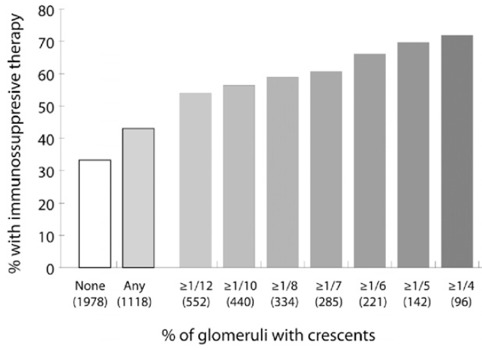 % with immunossuppresive therapy
80
70
60
50
40
30
20
10
0
None Any ≥1/12 ≥1/10 ≥1/8 ≥1/7 ≥1/6 ≥1/5 ≥1/4
(1978) (1118) (552) (440) (334) (285) (221) (142) (96)
% of glomeruli with crescents